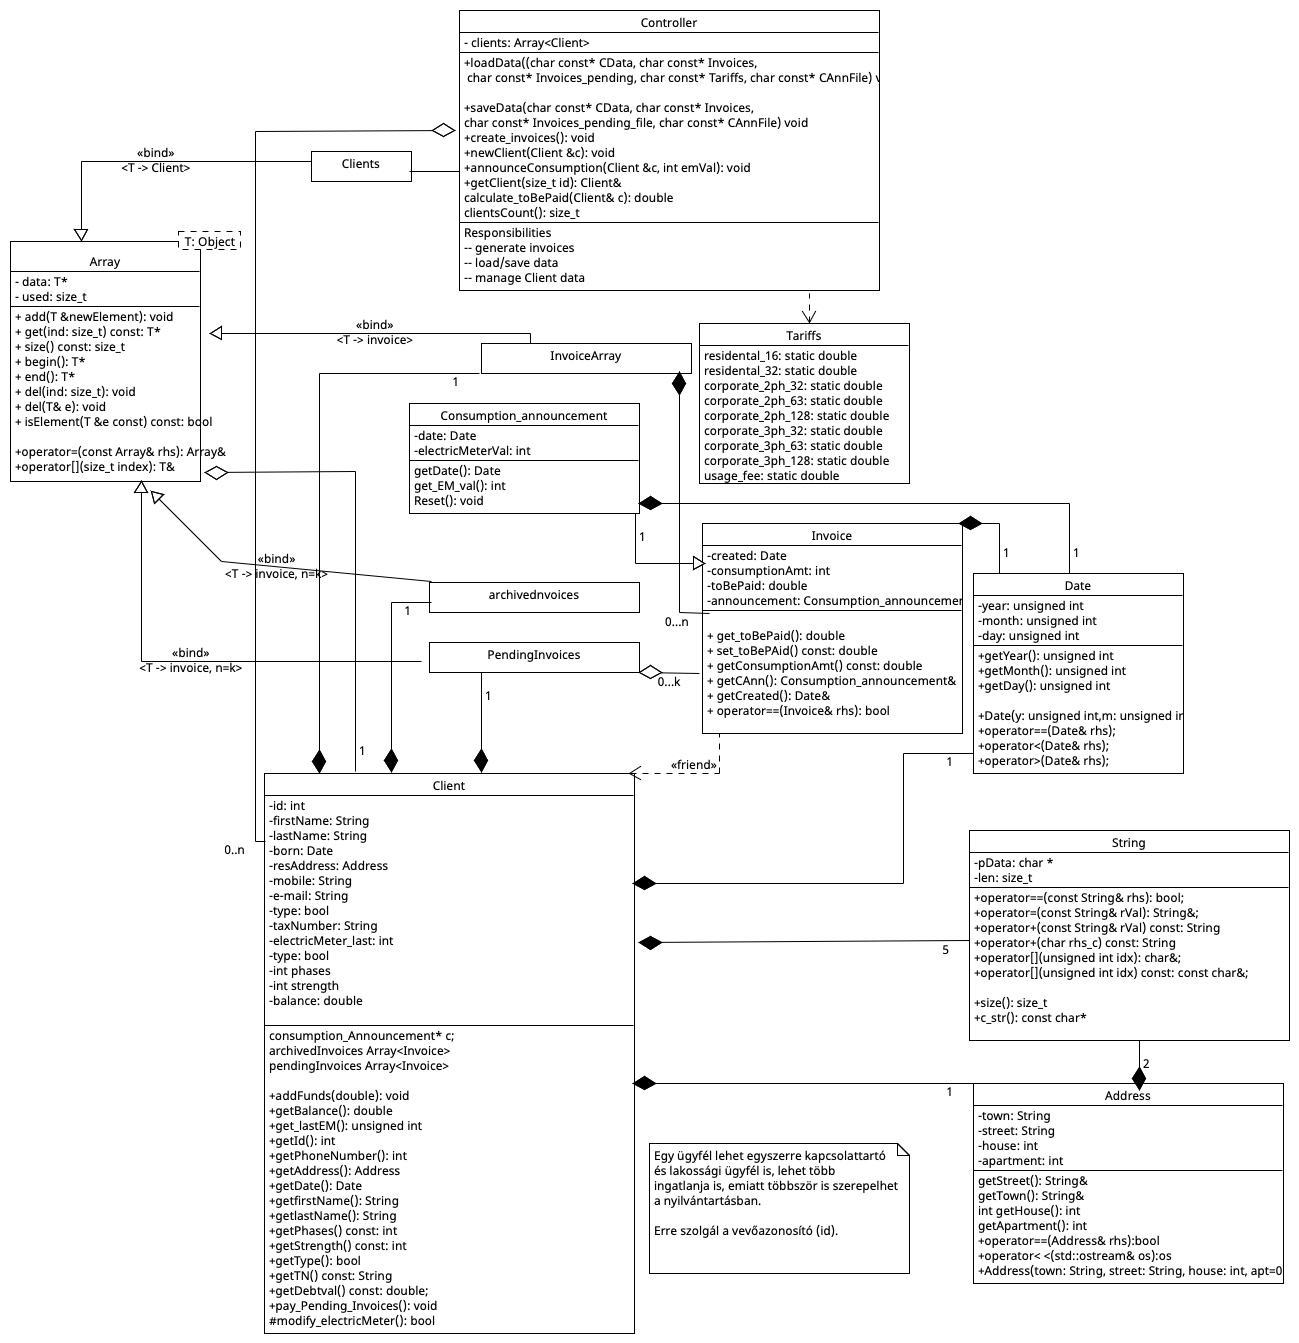 Controller
- clients: Array<Client>
+loadData((char const* CData, char const* Invoices,
char const* Invoices_pending, char const* Tariffs, char const* CAnnFile) v
+saveData(char const* CData, char const* Invoices,
char const* Invoices_pending_file, char const* CAnnFile) void
+create_invoices(): void
+newClient(Client &c): void
+announceConsumption(Client &c, int emVal): void
+getClient(size_t id): Client&
calculate_toBePaid(Client& c): double
clientsCount(): size_t
Responsibilities
-- generate invoices
-- load/save data
-- manage Client data
«bind»
<T -> Client>
Clients
T: Object
Array
- data: T*
- used: size_t
+ add(T &newElement): void
+ get(ind: size_t) const: T*
+ size() const: size_t
+ begin(): T*
+ end(): T*
+ del(ind: size_t): void
+ del(T& e): void
+ isElement(T &e const) const: bool
+operator=(const Array& rhs): Array&
+operator[](size_t index): T&
«bind»
<T -> invoice>
InvoiceArray
1
Tariffs
residental_16: static double
residental_32: static double
corporate_2ph_32: static double
corporate_2ph_63: static double
corporate_2ph_128: static double
corporate_3ph_32: static double
corporate_3ph_63: static double
corporate_3ph_128: static double
usage_fee: static double
Consumption_announcement
-date: Date
-electricMeterVal: int
getDate(): Date
get_EM_val(): int
Reset(): void
1
Invoice
-created: Date
-consumptionAmt: int
-toBePaid: double
-announcement: Consumption_announcemen
+ get_toBePaid(): double
+ set_toBePAid() const: double
+ getConsumptionAmt() const: double
+ getCAnn(): Consumption_announcement&
+ getCreated(): Date&
+ operator==(Invoice& rhs): bool
0...n
0...k
1
1
Date
-year: unsigned int
-month: unsigned int
-day: unsigned int
+getYear(): unsigned int
+getMonth(): unsigned int
+getDay(): unsigned int
+Date(y: unsigned int,m: unsigned in
+operator==(Date& rhs);
+operator<(Date& rhs);
+operator>(Date& rhs);
«bind»
<T -> invoice, n=k>
archivednvoices
1
«bind»
<T -> invoice, n=k>
PendingInvoices
1
1
«friend»
1
0..n
Client
-id: int
-firstName: String
-lastName: String
-born: Date
-resAddress: Address
-mobile: String
-e-mail: String
-type: bool
-taxNumber: String
-electricMeter_last: int
-type: bool
-int phases
-int strength
-balance: double
consumption_Announcement* c;
archivedInvoices Array<Invoice>
pendingInvoices Array<Invoice>
+addFunds(double): void
+getBalance(): double
+get_lastEM(): unsigned int
+getId(): int
+getPhoneNumber(): int
+getAddress(): Address
+getDate(): Date
+getfirstName(): String
+getlastName(): String
+getPhases() const: int
+getStrength() const: int
+getType(): bool
+getTN() const: String
+getDebtval() const: double;
+pay_Pending_Invoices(): void
#modify_electricMeter(): bool
String
-pData: char *
-len: size_t
+operator==(const String& rhs): bool;
+operator=(const String& rVal): String&;
+operator+(const String& rVal) const: String
+operator+(char rhs_c) const: String
+operator[](unsigned int idx): char&;
+operator[](unsigned int idx) const: const char&;
+size(): size_t
+c_str(): const char*
5
2
1
Address
-town: String
-street: String
-house: int
-apartment: int
getStreet(): String&
getTown(): String&
int getHouse(): int
getApartment(): int
+operator==(Address& rhs):bool
+operator< <(std::ostream& os):os
+Address(town: String, street: String, house: int, apt=0
Egy ügyfél lehet egyszerre kapcsolattartó
és lakossági ügyfél is, lehet több
ingatlanja is, emiatt többször is szerepelhet
a nyilvántartásban.
Erre szolgál a vevőazonosító (id).